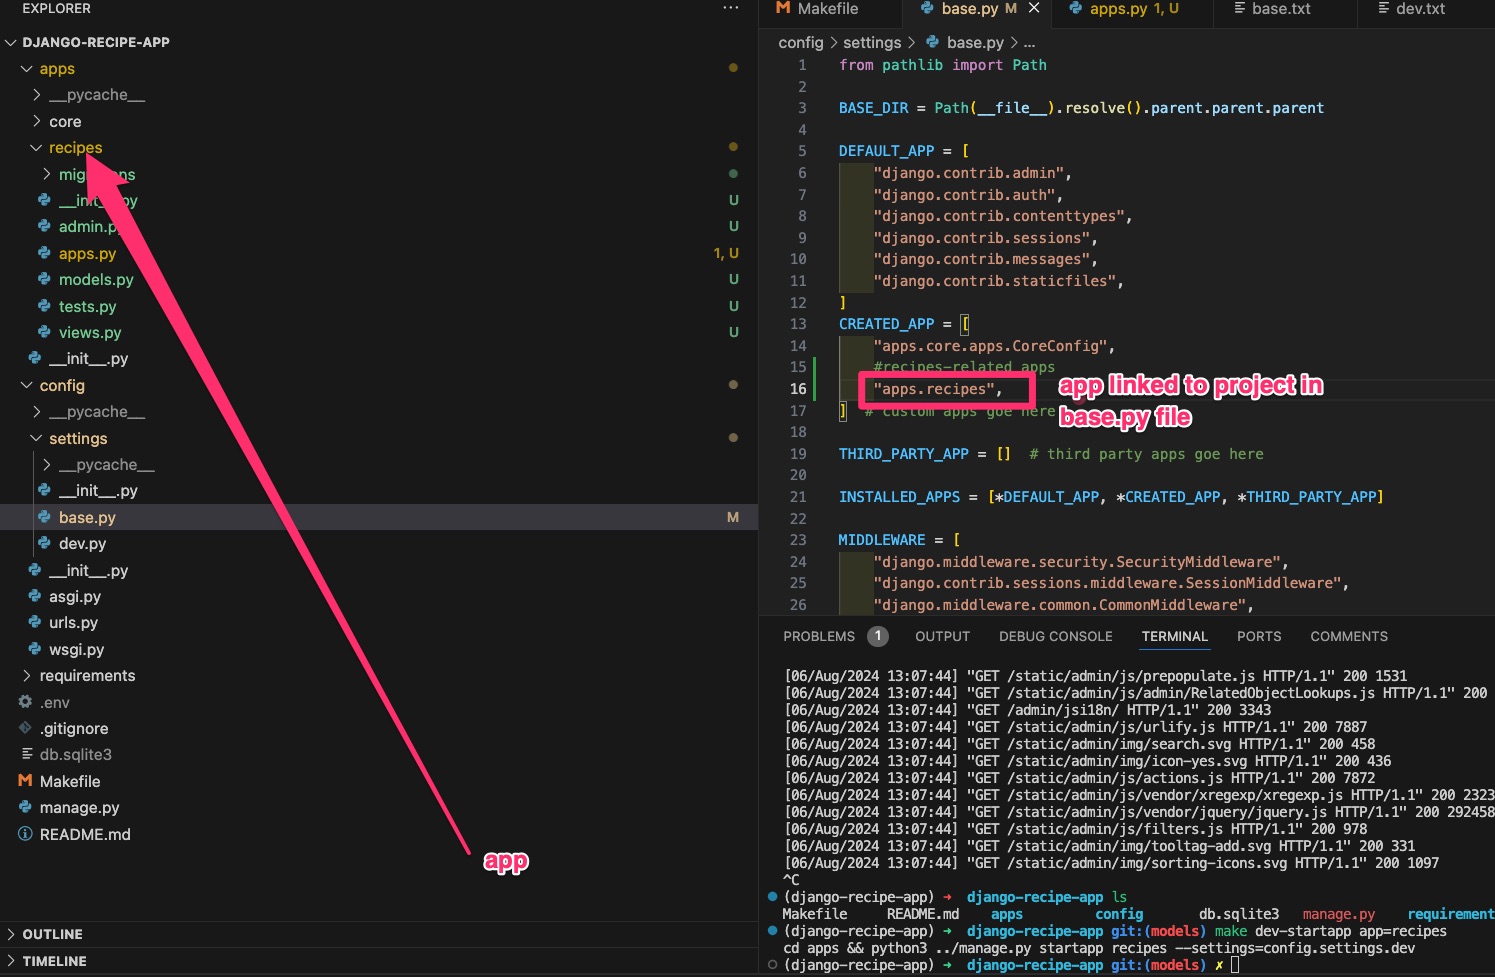 EXPLORER
DJANGO-RECIPE-APP
apps
__pycache__
core
recipes
__init__.py
admin.py
apps.py 1, U
models.py U
tests.py U
views.py U
__init__.py
config
__pycache__
settings
__pycache__
__init__.py
base.py M
dev.py
__init__.py
asgi.py
urls.py
wsgi.py
requirements
.env
.gitignore
db.sqlite3
Makefile
manage.py
README.md
app
OUTLINE
TIMELINE
Makefile base.py M apps.py 1, U base.txt dev.txt
config > settings > base.py > ...
1 from pathlib import Path
2
3 BASE_DIR = Path(__file__).resolve().parent.parent.parent
4
5 DEFAULT_APP = [
6 "django.contrib.admin",
7 "django.contrib.auth",
8 "django.contrib.contenttypes",
9 "django.contrib.sessions",
10 "django.contrib.messages",
11 "django.contrib.staticfiles",
12 ]
13 CREATED_APP = [
14 "apps.core.apps.CoreConfig",
15 #recipes-related apps
16 "apps.recipes",
17 ] # custom apps goe here
app linked to project in
base.py file
18
19 THIRD_PARTY_APP = [] # third party apps goe here
20
21 INSTALLED_APPS = [*DEFAULT_APP, *CREATED_APP, *THIRD_PARTY_APP]
22
23 MIDDLEWARE = [
24 "django.middleware.security.SecurityMiddleware",
25 "django.contrib.sessions.middleware.SessionMiddleware",
26 "django.middleware.common.CommonMiddleware",
PROBLEMS 1 OUTPUT DEBUG CONSOLE TERMINAL PORTS COMMENTS
[06/Aug/2024 13:07:44] "GET /static/admin/js/prepopulate.js HTTP/1.1" 200 1531
[06/Aug/2024 13:07:44] "GET /static/admin/js/admin/RelatedObjectLookups.js HTTP/1.1" 200
[06/Aug/2024 13:07:44] "GET /admin/jsi18n/ HTTP/1.1" 200 3343
[06/Aug/2024 13:07:44] "GET /static/admin/js/urlify.js HTTP/1.1" 200 7887
[06/Aug/2024 13:07:44] "GET /static/admin/img/search.svg HTTP/1.1" 200 458
[06/Aug/2024 13:07:44] "GET /static/admin/img/icon-yes.svg HTTP/1.1" 200 436
[06/Aug/2024 13:07:44] "GET /static/admin/js/actions.js HTTP/1.1" 200 7872
[06/Aug/2024 13:07:44] "GET /static/admin/js/vendor/xregexp/xregexp.js HTTP/1.1" 200 2323
[06/Aug/2024 13:07:44] "GET /static/admin/js/vendor/jquery/jquery.js HTTP/1.1" 200 292458
[06/Aug/2024 13:07:44] "GET /static/admin/js/filters.js HTTP/1.1" 200 978
[06/Aug/2024 13:07:44] "GET /static/admin/img/tooltag-add.svg HTTP/1.1" 200 331
[06/Aug/2024 13:07:44] "GET /static/admin/img/sorting-icons.svg HTTP/1.1" 200 1097
^C
(django-recipe-app) → django-recipe-app ls
Makefile README.md apps config db.sqlite3 manage.py requirement
(django-recipe-app) → django-recipe-app git:(models) make dev-startapp app=recipes
cd apps && python3 ../manage.py startapp recipes --settings=config.settings.dev
(django-recipe-app) → django-recipe-app git:(models) ✗